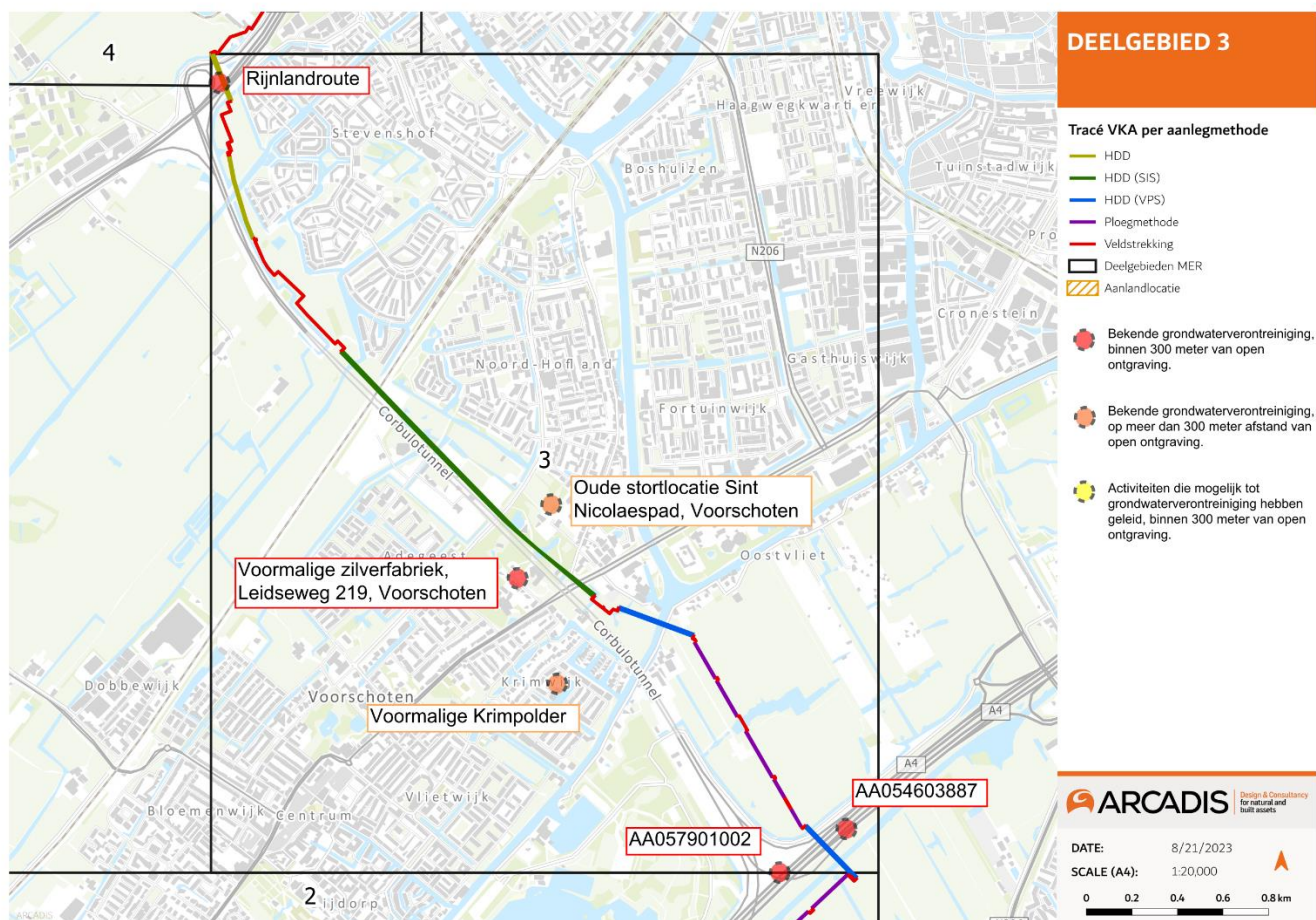 DEELGEBIED 3
Tracé VKA per aanlegmethode
HDD
HDD (SIS)
HDD (VPS)
Ploegmethode
Veldstrekking
Deelgebieden MER
Aanlandlocatie
Bekende grondwaterverontreiniging,
binnen 300 meter van open
ontgraving.
Bekende grondwaterverontreiniging,
op meer dan 300 meter afstand van
open ontgraving.
Activiteiten die mogelijk tot
grondwaterverontreiniging hebben
geleid, binnen 300 meter van open
ontgraving.
ARCADIS
Design & Consultancy
for natural and
built assets
DATE: 8/21/2023
SCALE (A4): 1:20,000
0 0.2 0.4 0.6 0.8 km
4
Rijnlandroute
Stevenshof
Haagwegkwartier
Vreewijk
Boshuizen
Tuinstadwijk
Pro
N206
Cronestein
Noord-Hofland
Gasthuiswijk
Fortuinwijk
Corbulotunnel
3
Oude stortlocatie Sint
Nicolaespad, Voorschoten
Adegeest
Oostvliet
Voormalige zilverfabriek,
Leidseweg 219, Voorschoten
Corbulotunnel
Dobbewijk
Voorschoten
Krimwijk
Voormalige Krimpolder
A4
A4
Vlietwijk
AA054603887
Bloemenwijk
Centrum
AA057901002
2
ijdorp
ARCADIS